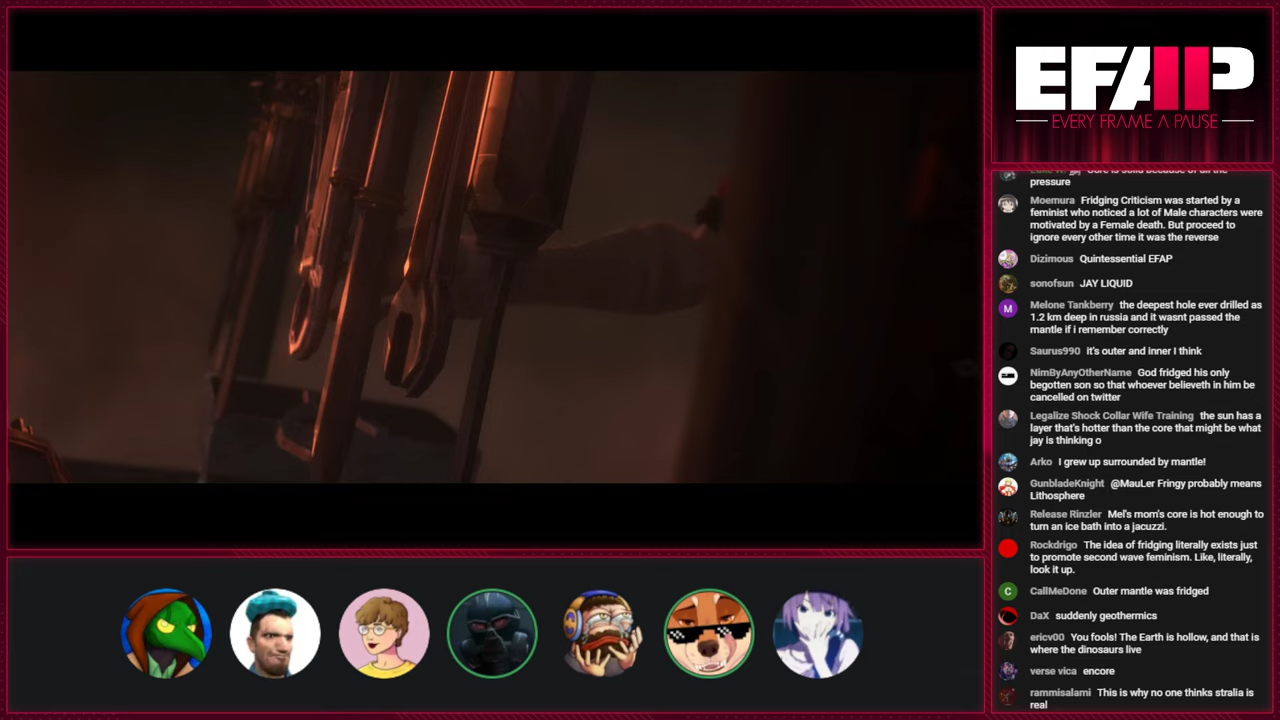 EFAP
EVERY FRAME A PAUSE
Core is solid because of all the
pressure
Moemura Fridging Criticism was started by a
feminist who noticed a lot of Male characters were
motivated by a Female death. But proceed to
ignore every other time it was the reverse
Dizimous Quintessential EFAP
sonofsun JAY LIQUID
M
Melone Tankberry the deepest hole ever drilled as
1.2 km deep in russia and it wasnt passed the
mantle if i remember correctly
Saurus990 it's outer and inner I think
NimByAnyOtherName God fridged his only
begotten son so that whoever believeth in him be
cancelled on twitter
Legalize Shock Collar Wife Training the sun has a
layer that's hotter than the core that might be what
jay is thinking o
Arko I grew up surrounded by mantle!
GunbladeKnight @MauLer Fringy probably means
Lithosphere
Release Rinzler Mel's mom's core is hot enough to
turn an ice bath into a jacuzzi.
Rockdrigo The idea of fridging literally exists just
to promote second wave feminism. Like, literally,
look it up.
C
CallMeDone Outer mantle was fridged
DaX suddenly geothermics
ericv00 You fools! The Earth is hollow, and that is
where the dinosaurs live
verse vica encore
rammisalami This is why no one thinks stralia is
real